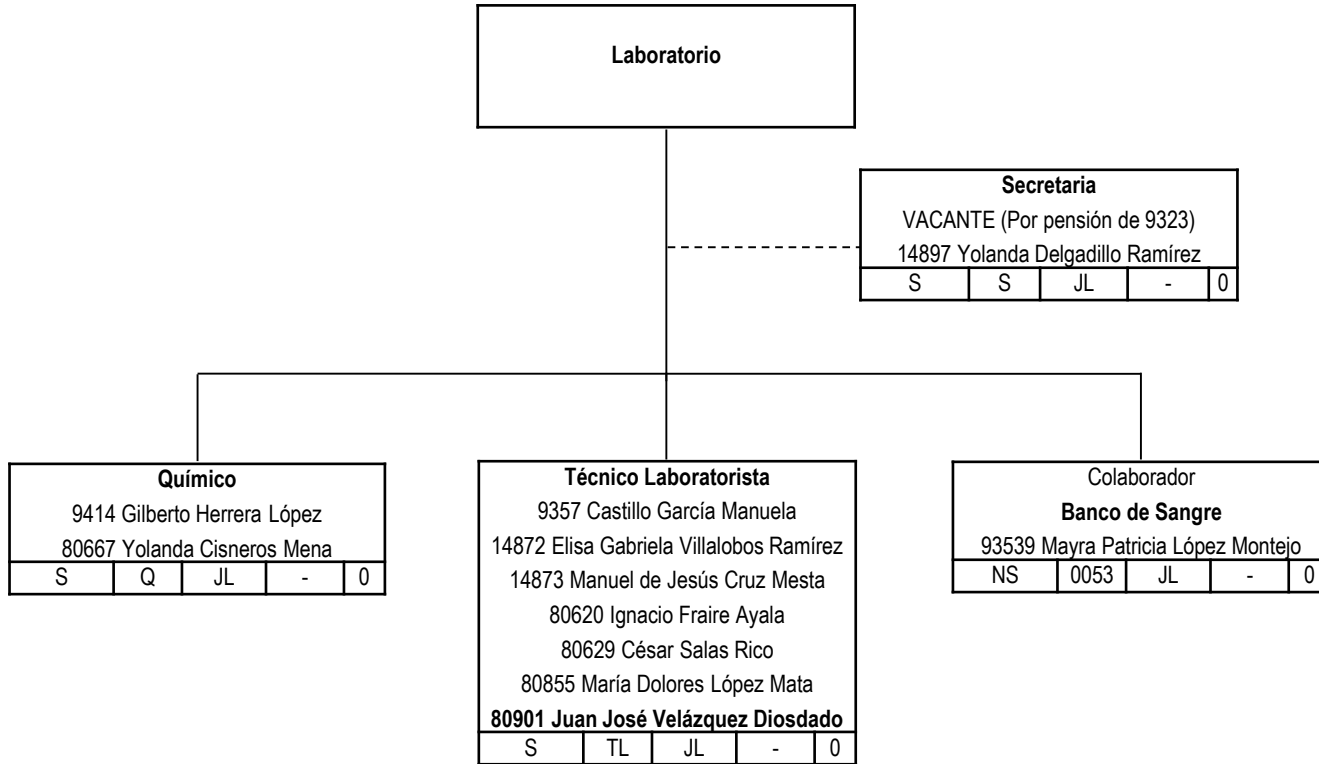 Laboratorio
Secretaria
VACANTE (Por pensión de 9323)
14897 Yolanda Delgadillo Ramírez
S S JL - 0
Químico
9414 Gilberto Herrera López
80667 Yolanda Cisneros Mena
S Q JL - 0
Técnico Laboratorista
9357 Castillo García Manuela
14872 Elisa Gabriela Villalobos Ramírez
14873 Manuel de Jesús Cruz Mesta
80620 Ignacio Fraire Ayala
80629 César Salas Rico
80855 María Dolores López Mata
80901 Juan José Velázquez Diosdado
S TL JL - 0
Colaborador
Banco de Sangre
93539 Mayra Patricia López Montejo
NS 0053 JL - 0